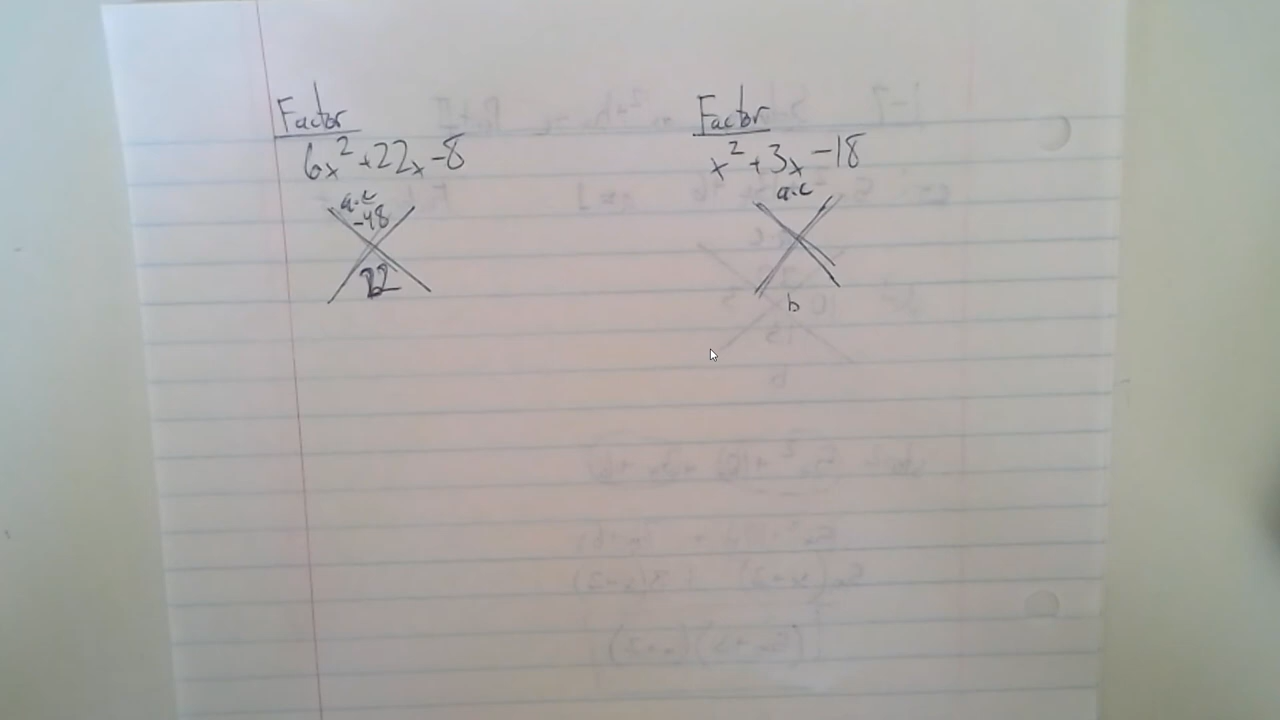 Factor
6x² + 22x - 8
a·c
-48
22
Factor
x² + 3x - 18
a·c
b